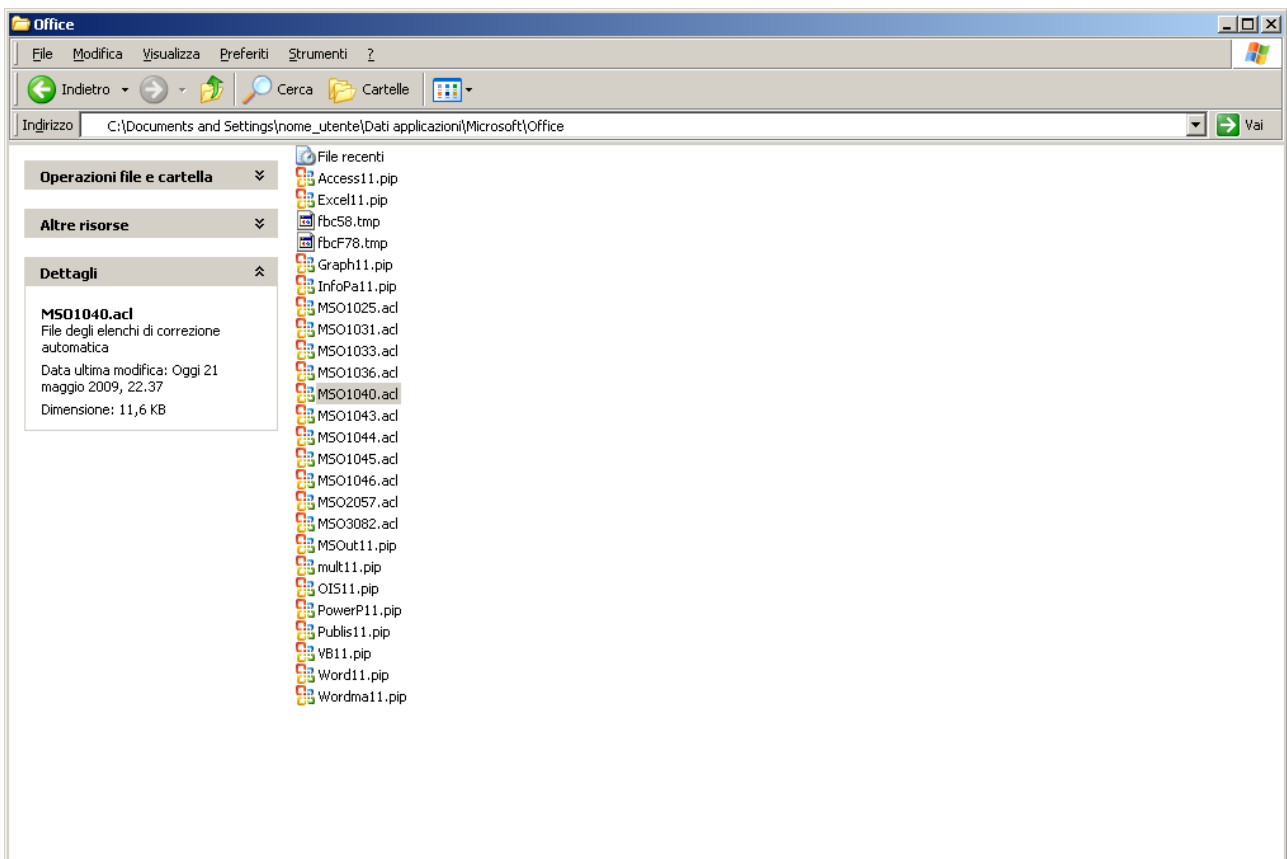 Office
File Modifica Visualizza Preferiti Strumenti ?
Indietro Cerca Cartelle
Indirizzo C:\Documents and Settings\nome_utente\Dati applicazioni\Microsoft\Office Vai
Operazioni file e cartella
Altre risorse
Dettagli
MSO1040.acl
File degli elenchi di correzione
automatica
Data ultima modifica: Oggi 21
maggio 2009, 22.37
Dimensione: 11,6 KB
File recenti
Access11.pip
Excel11.pip
fbc58.tmp
fbcF78.tmp
Graph11.pip
InfoPa11.pip
MSO1025.acl
MSO1031.acl
MSO1033.acl
MSO1036.acl
MSO1040.acl
MSO1043.acl
MSO1044.acl
MSO1045.acl
MSO1046.acl
MSO2057.acl
MSO3082.acl
MSOut11.pip
mult11.pip
OIS11.pip
PowerP11.pip
Publis11.pip
VB11.pip
Word11.pip
Wordma11.pip